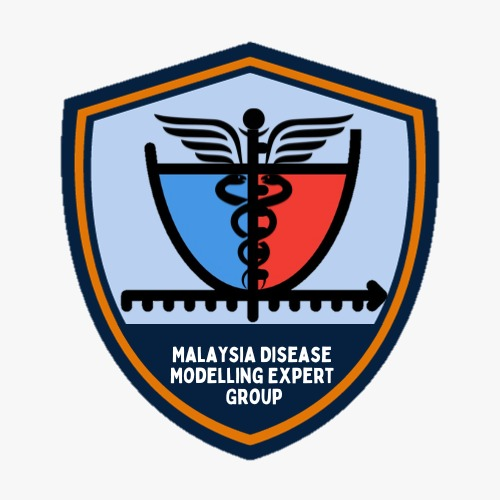 MALAYSIA DISEASE
MODELLING EXPERT
GROUP